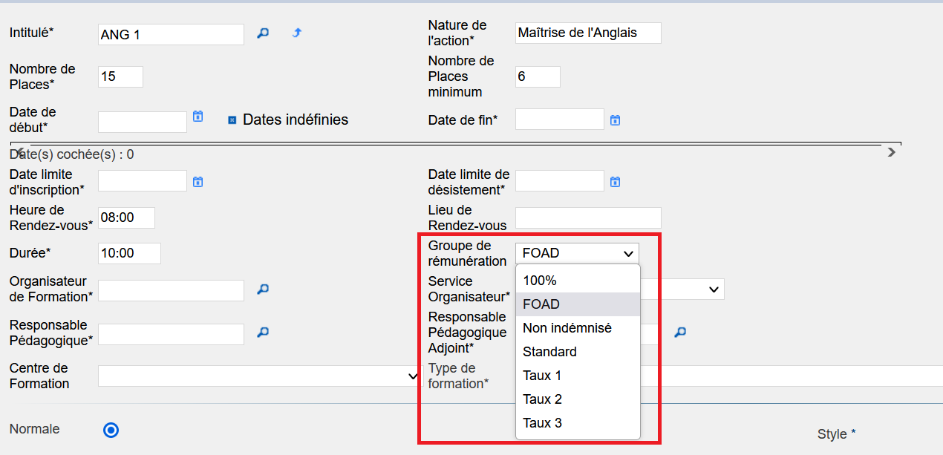 Intitulé* ANG 1 Nature de l'action* Maîtrise de l'Anglais
Nombre de Places* 15 Nombre de Places minimum 6
Date de début* Dates indéfinies Date de fin*
Date(s) cochée(s) : 0
Date limite d'inscription* Date limite de désistement*
Heure de Rendez-vous* 08:00 Lieu de Rendez-vous
Durée* 10:00 Groupe de rémunération FOAD
100%
Organisateur de Formation* Service Organisateur*
FOAD
Responsable Pédagogique* Responsable Pédagogique Adjoint*
Non indémnisé
Standard
Centre de Formation Type de formation*
Taux 1
Taux 2
Taux 3
Normale Style *